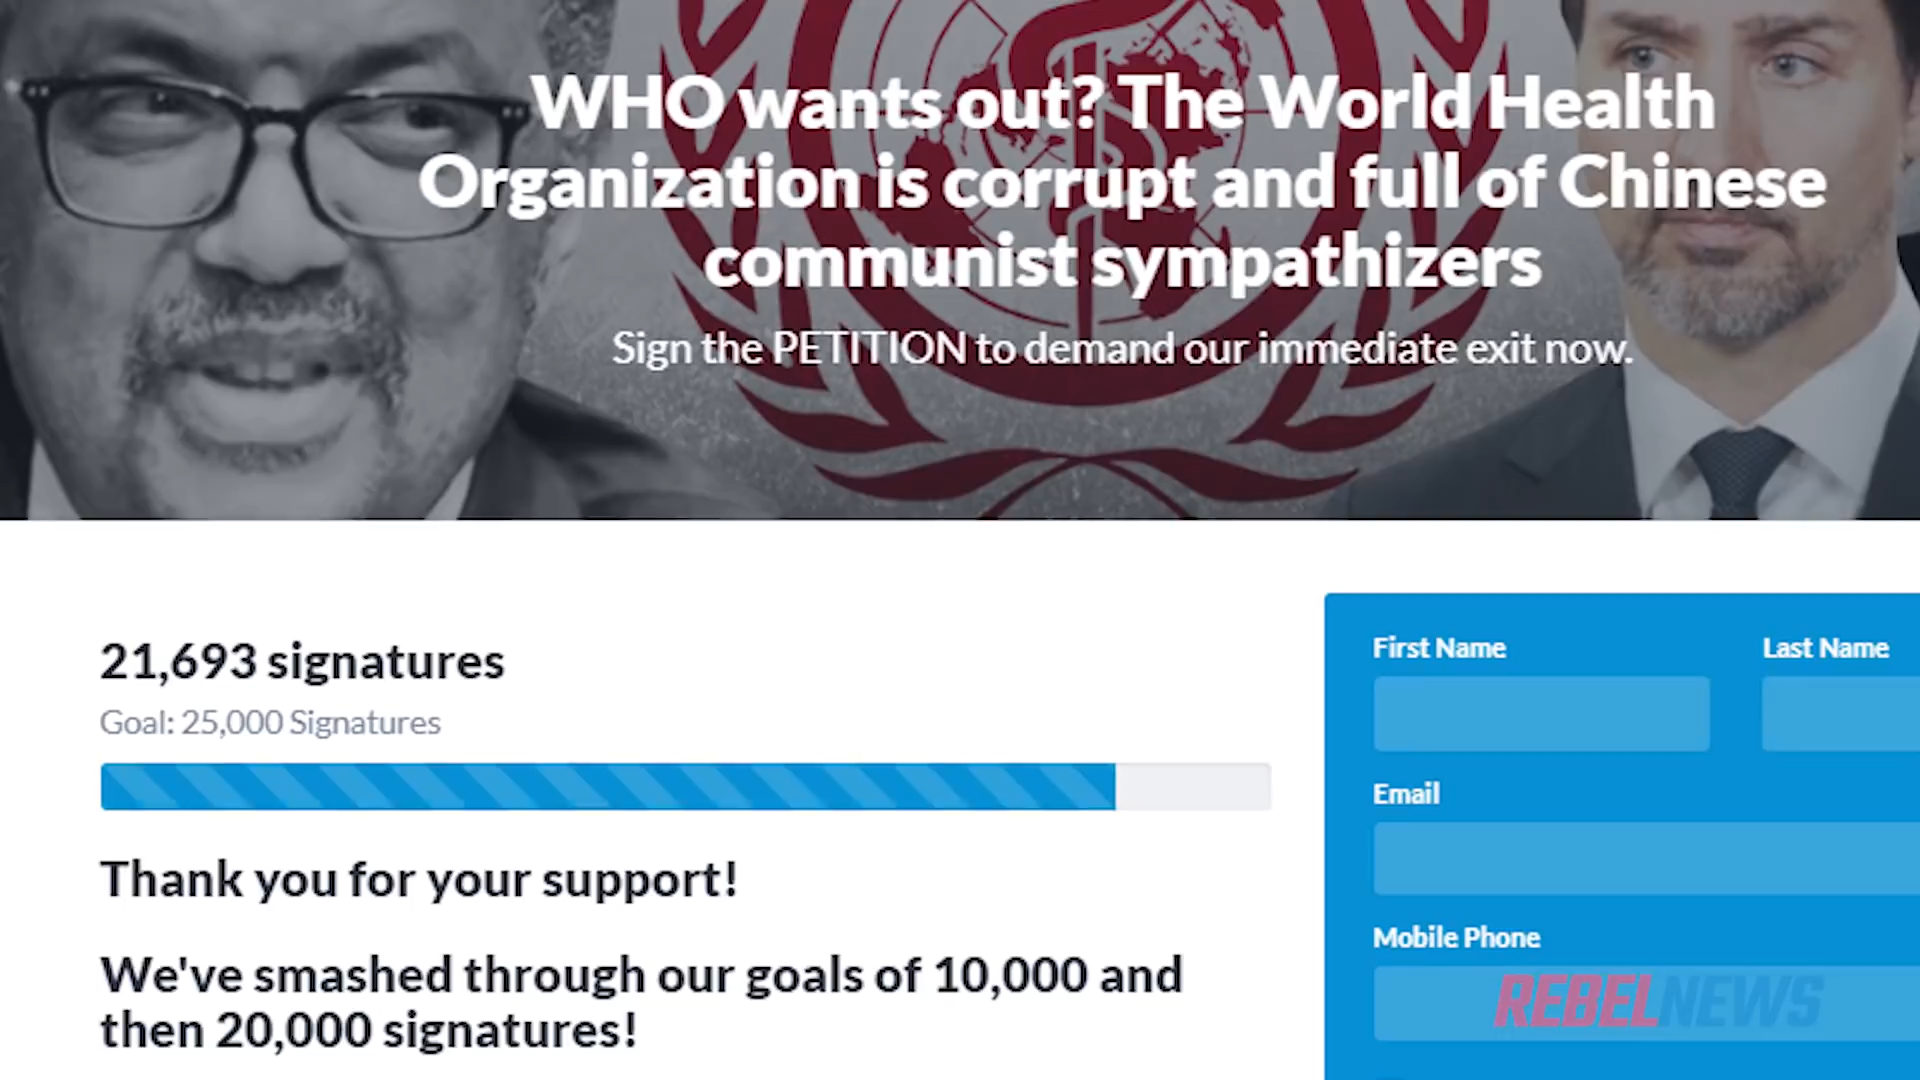 WHO wants out? The World Health
Organization is corrupt and full of Chinese
communist sympathizers
Sign the PETITION to demand our immediate exit now.
21,693 signatures
Goal: 25,000 Signatures
Thank you for your support!
We've smashed through our goals of 10,000 and
then 20,000 signatures!
First Name
Last Name
Email
Mobile Phone
REBELNEWS